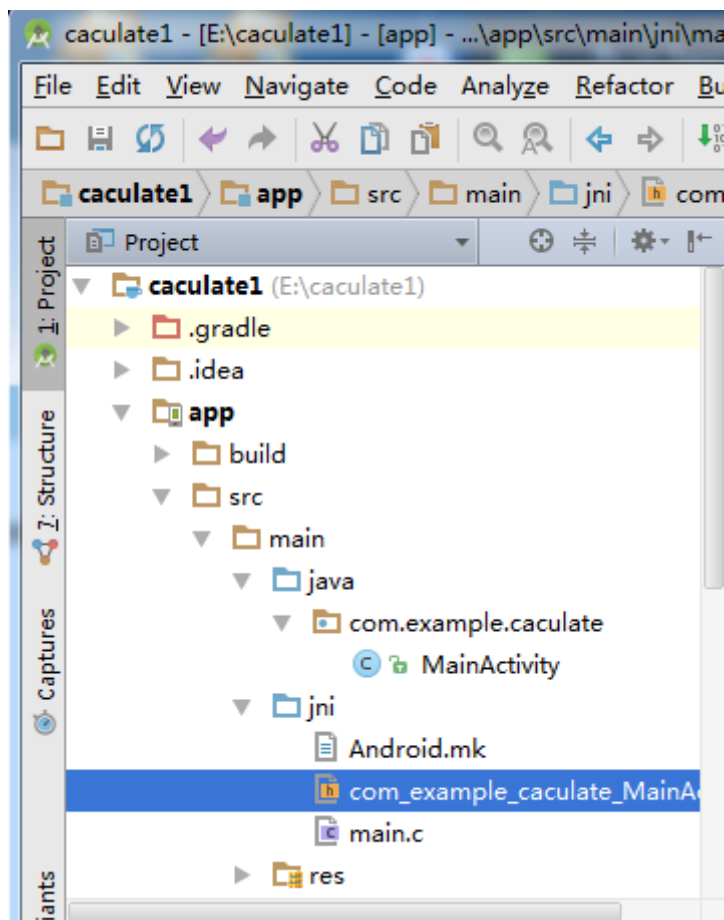 caculate1 - [E:\caculate1] - [app] - ...\app\src\main\jni\ma
File Edit View Navigate Code Analyze Refactor Bu
caculate1 app src main jni com
Project
1: Project
caculate1 (E:\caculate1)
.gradle
.idea
app
build
7: Structure
src
main
java
com.example.caculate
Captures
MainActivity
jni
Android.mk
com_example_caculate_MainAc
main.c
res
iants